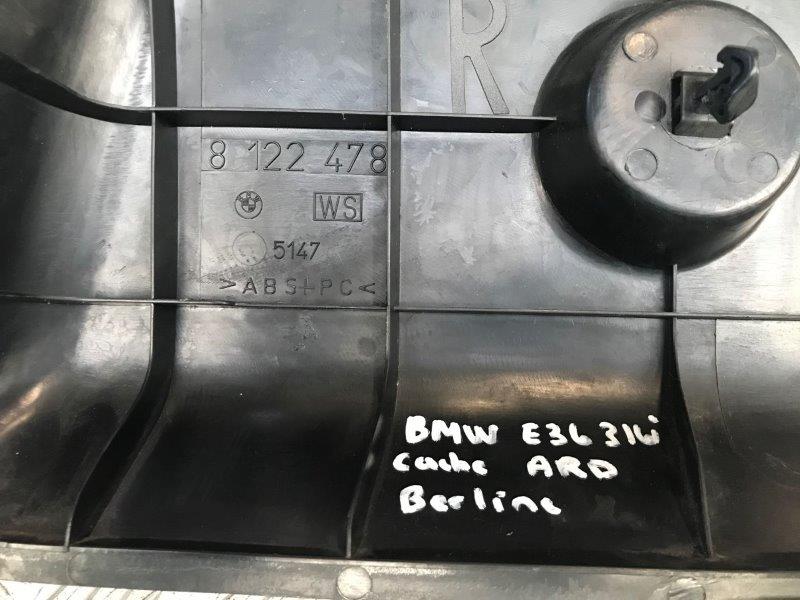 R
8 122 478
WS
5147
>ABS+PC<
BMW E36 316i
Cache ARD
Berline